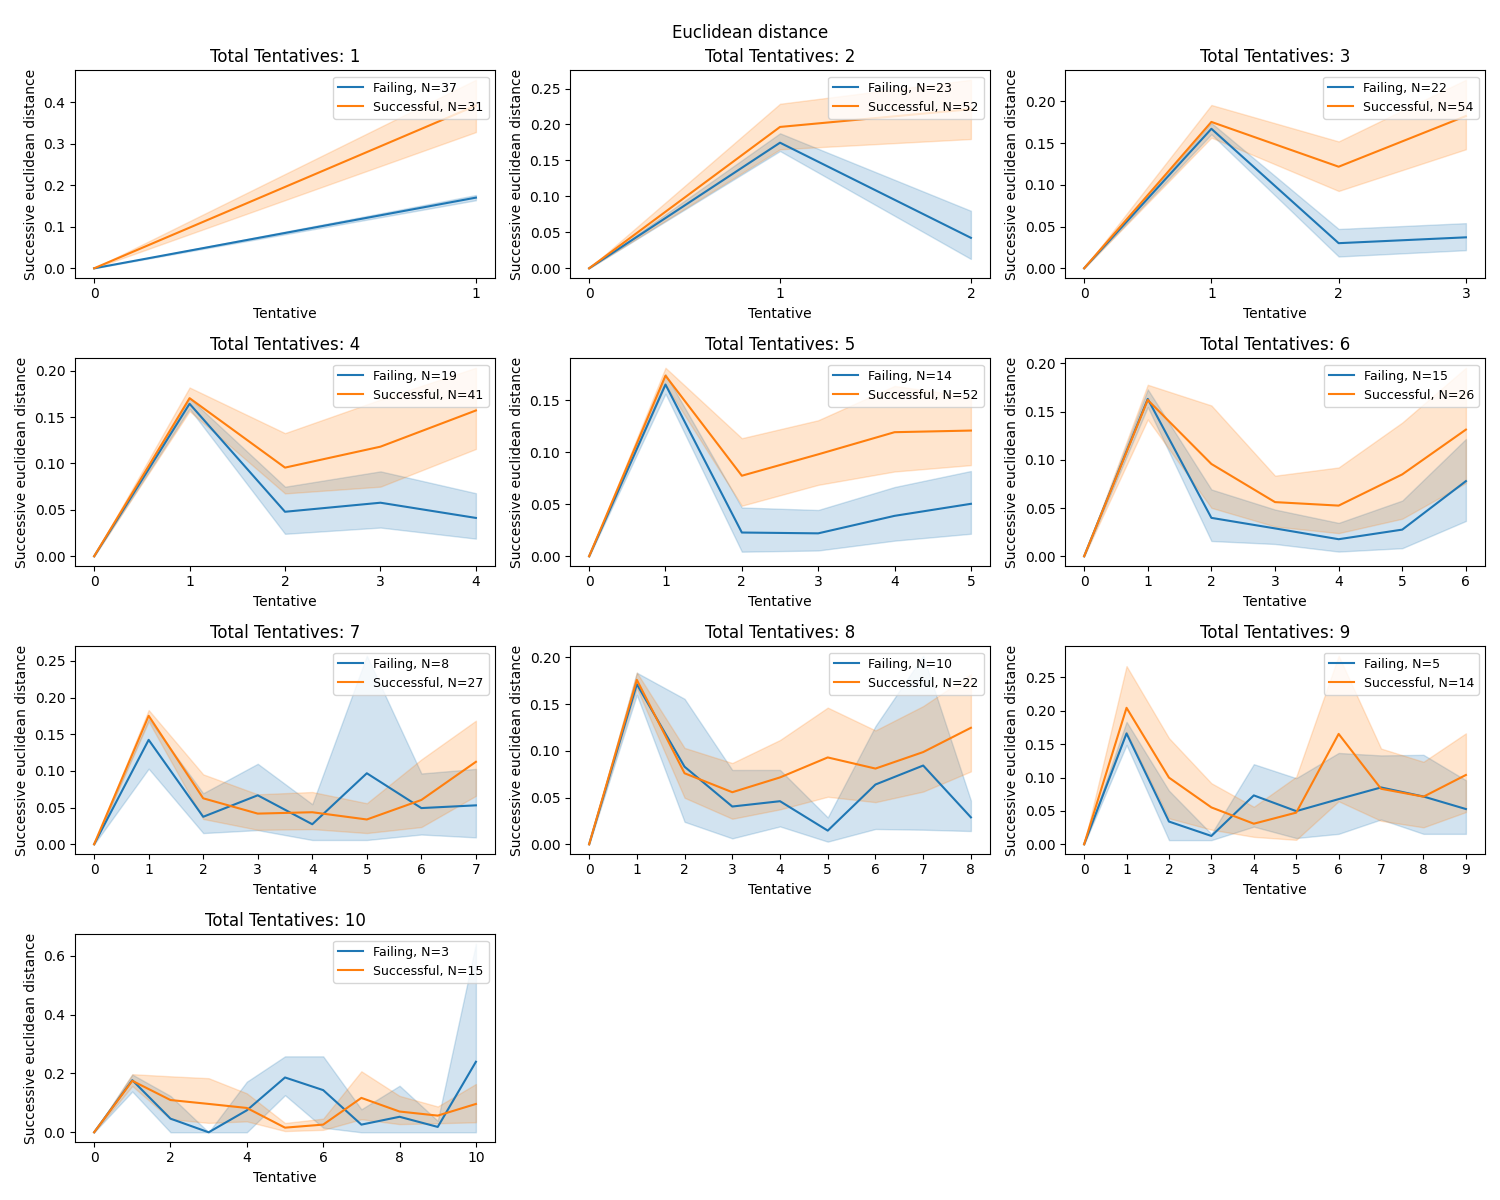 Euclidean distance
Total Tentatives: 1
Successive euclidean distance
0.4
0.3
0.2
0.1
0.0
Failing, N=37
Successful, N=31
0 1
Tentative
Total Tentatives: 2
Successive euclidean distance
0.25
0.20
0.15
0.10
0.05
0.00
Failing, N=23
Successful, N=52
0 1 2
Tentative
Total Tentatives: 3
Successive euclidean distance
0.20
0.15
0.10
0.05
0.00
Failing, N=22
Successful, N=54
0 1 2 3
Tentative
Total Tentatives: 4
Successive euclidean distance
0.20
0.15
0.10
0.05
0.00
Failing, N=19
Successful, N=41
0 1 2 3 4
Tentative
Total Tentatives: 5
Successive euclidean distance
0.15
0.10
0.05
0.00
Failing, N=14
Successful, N=52
0 1 2 3 4 5
Tentative
Total Tentatives: 6
Successive euclidean distance
0.20
0.15
0.10
0.05
0.00
Failing, N=15
Successful, N=26
0 1 2 3 4 5 6
Tentative
Total Tentatives: 7
Successive euclidean distance
0.25
0.20
0.15
0.10
0.05
0.00
Failing, N=8
Successful, N=27
0 1 2 3 4 5 6 7
Tentative
Total Tentatives: 8
Successive euclidean distance
0.20
0.15
0.10
0.05
0.00
Failing, N=10
Successful, N=22
0 1 2 3 4 5 6 7 8
Tentative
Total Tentatives: 9
Successive euclidean distance
0.25
0.20
0.15
0.10
0.05
0.00
Failing, N=5
Successful, N=14
0 1 2 3 4 5 6 7 8 9
Tentative
Total Tentatives: 10
Successive euclidean distance
0.6
0.4
0.2
0.0
Failing, N=3
Successful, N=15
0 2 4 6 8 10
Tentative